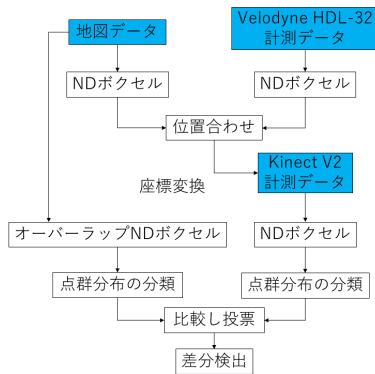 地図データ
Velodyne HDL-32
計測データ
NDボクセル
NDボクセル
位置合わせ
Kinect V2
計測データ
座標変換
オーバーラップNDボクセル
NDボクセル
点群分布の分類
点群分布の分類
比較し投票
差分検出